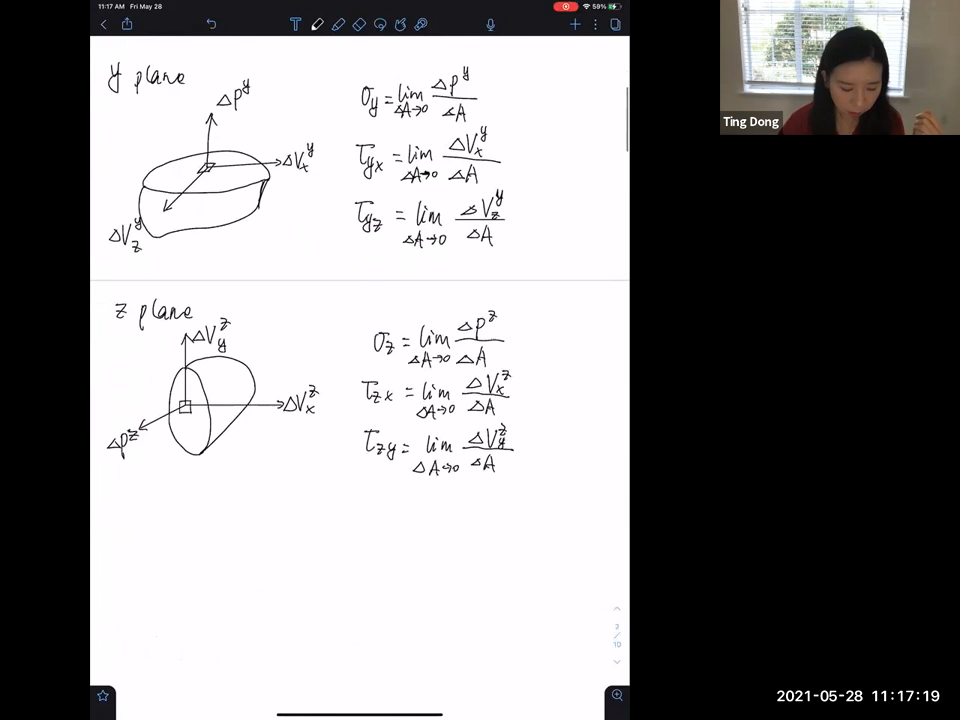 11:17 AM Fri May 28
59%
Ting Dong
y plane
ΔP^y
ΔV_x^y
ΔV_z^y
σ_y = lim_{ΔA→0} ΔP^y / ΔA
τ_yx = lim_{ΔA→0} ΔV_x^y / ΔA
τ_yz = lim_{ΔA→0} ΔV_z^y / ΔA
z plane
ΔV_y^z
ΔV_x^z
ΔP^z
σ_z = lim_{ΔA→0} ΔP^z / ΔA
τ_zx = lim_{ΔA→0} ΔV_x^z / ΔA
τ_zy = lim_{ΔA→0} ΔV_y^z / ΔA
/
10
2021-05-28 11:17:19